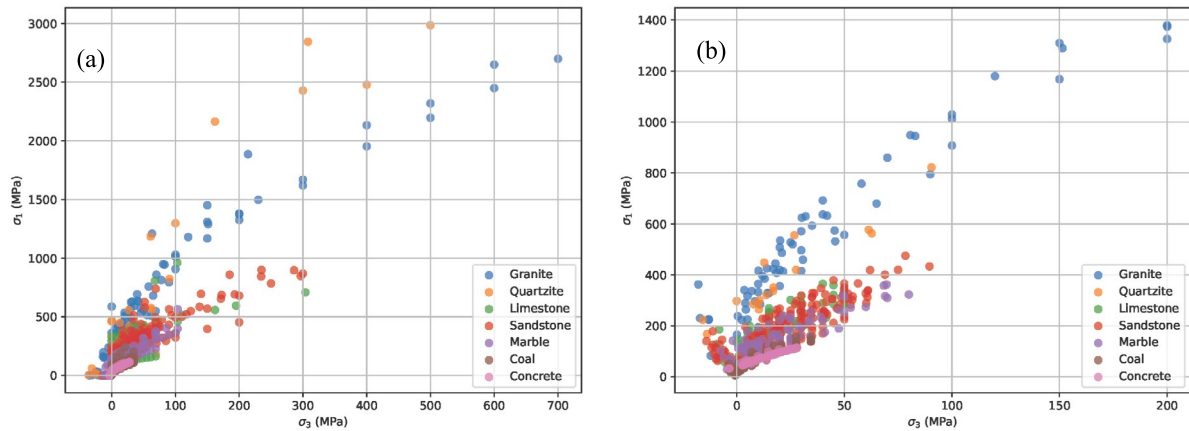 (a)
3000
2500
2000
1500
1000
500
0
σ1 (MPa)
0 100 200 300 400 500 600 700
σ3 (MPa)
Granite
Quartzite
LImestone
Sandstone
Marble
Coal
Concrete
(b)
1400
1200
1000
800
600
400
200
0
σ1 (MPa)
0 50 100 150 200
σ3 (MPa)
Granite
Quartzite
LImestone
Sandstone
Marble
Coal
Concrete